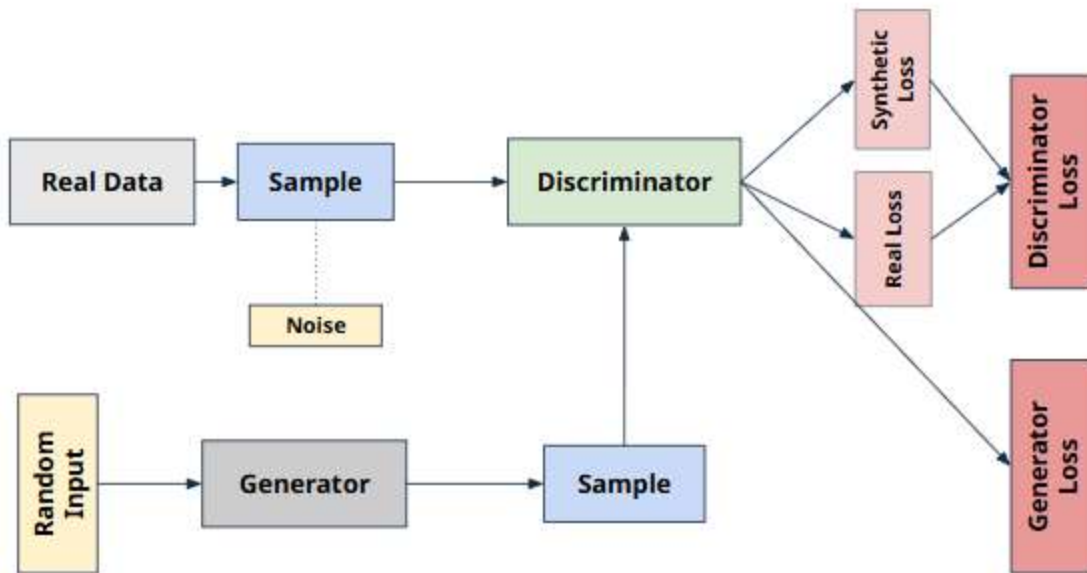 Real Data
Sample
Discriminator
Synthetic
Loss
Real Loss
Discriminator
Loss
Noise
Random
Input
Generator
Sample
Generator
Loss